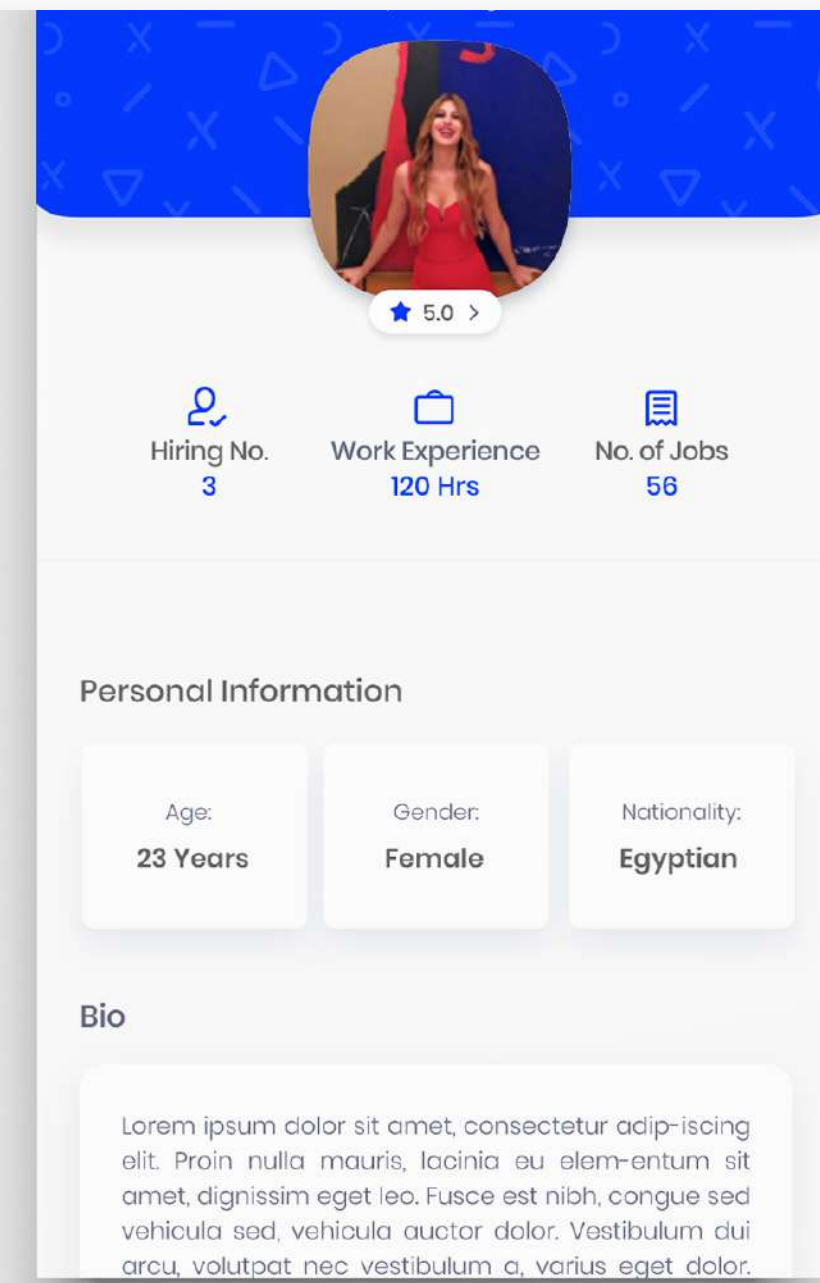 5.0
Hiring No.
3
Work Experience
120 Hrs
No. of Jobs
56
Personal Information
Age:
23 Years
Gender:
Female
Nationality:
Egyptian
Bio
Lorem ipsum dolor sit amet, consectetur adip-iscing
elit. Proin nulla mauris, lacinia eu elem-entum sit
amet, dignissim eget leo. Fusce est nibh, congue sed
vehicula sed, vehicula auctor dolor. Vestibulum dui
arcu, volutpat nec vestibulum a, varius eget dolor.